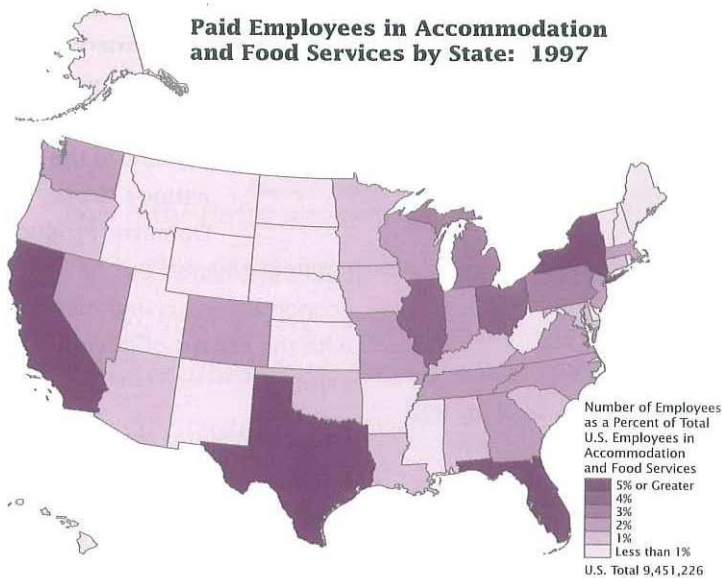 Paid Employees in Accommodation
and Food Services by State: 1997
Number of Employees
as a Percent of Total
U.S. Employees in
Accommodation
and Food Services
5% or Greater
4%
3%
2%
1%
Less than 1%
U.S. Total 9,451,226